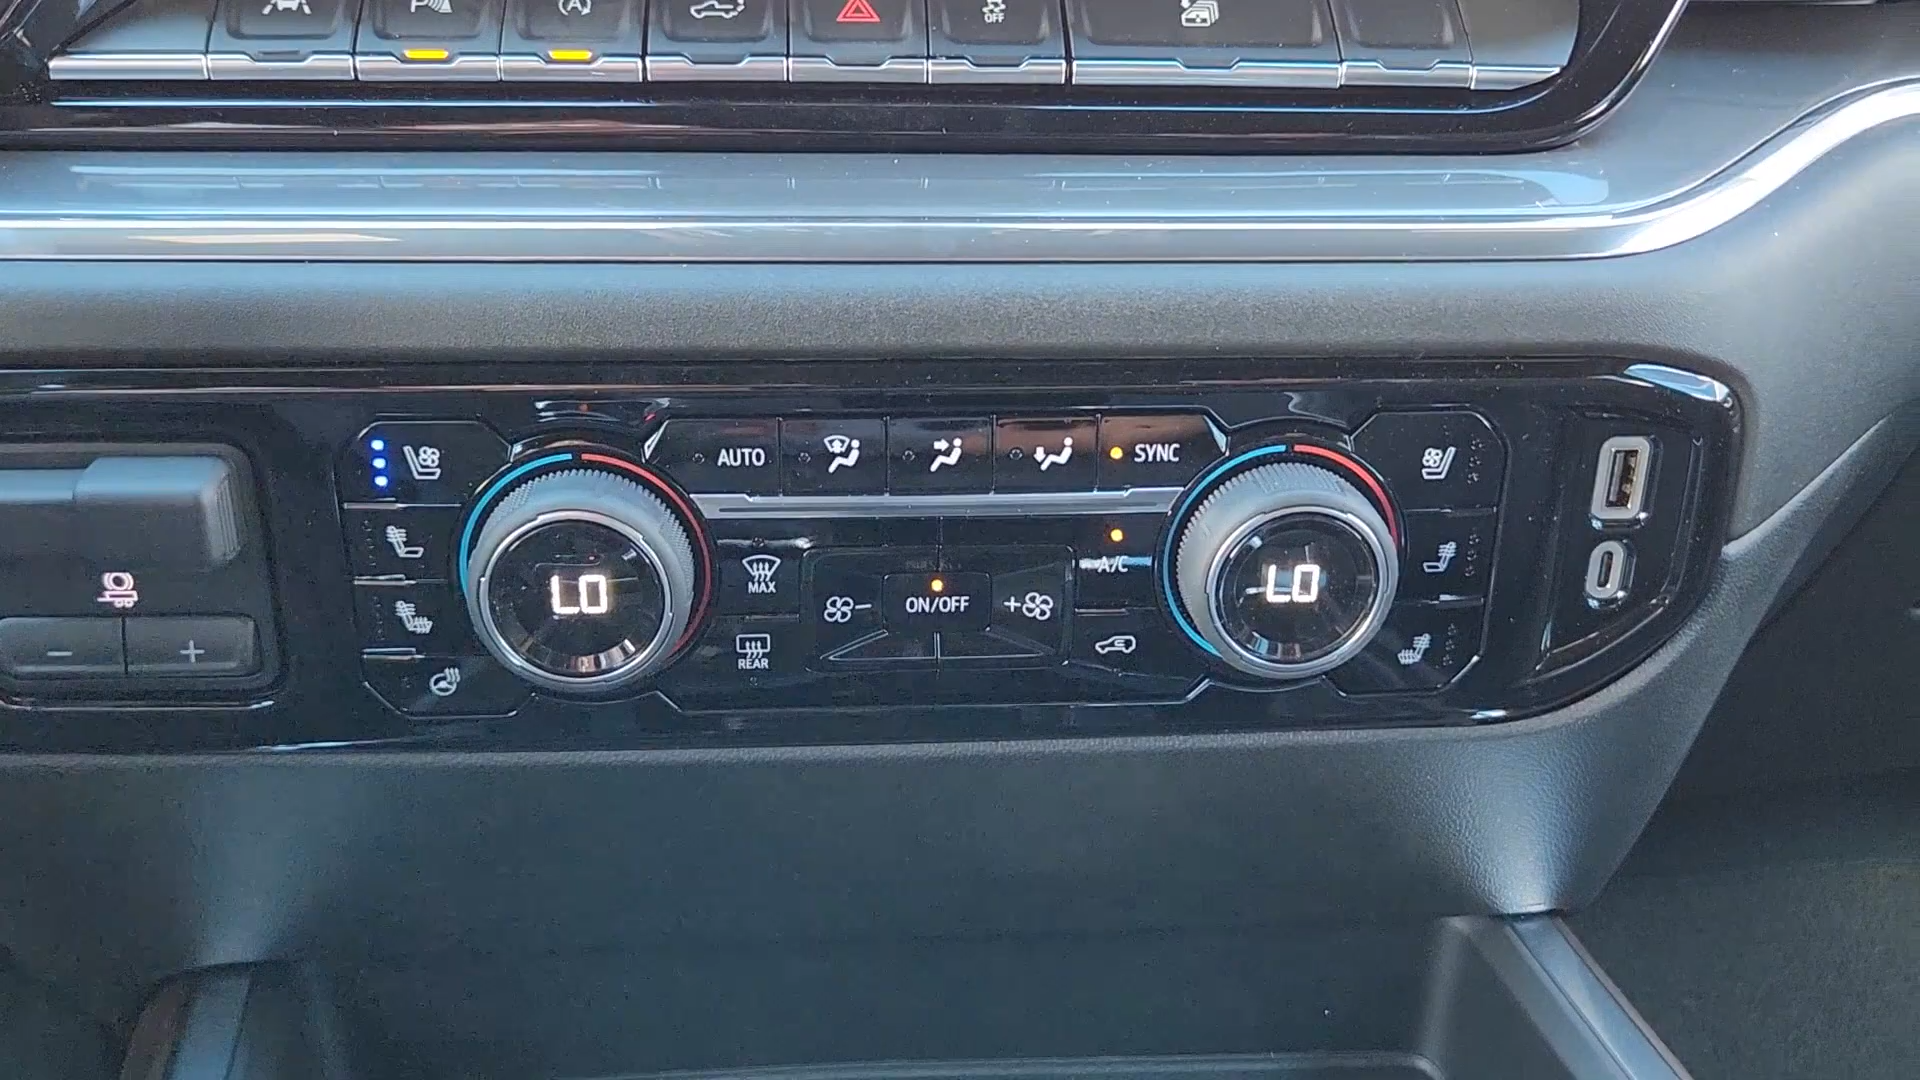 P
A
OFF
AUTO
SYNC
LO
MAX
ON/OFF
A/C
LO
REAR